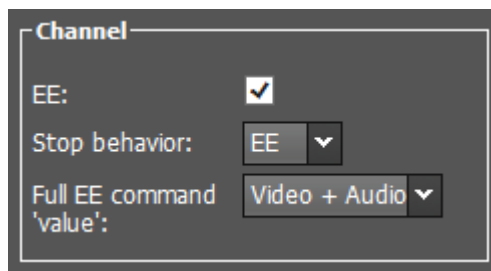 Channel
EE:
Stop behavior: EE
Full EE command Video + Audio
'value':